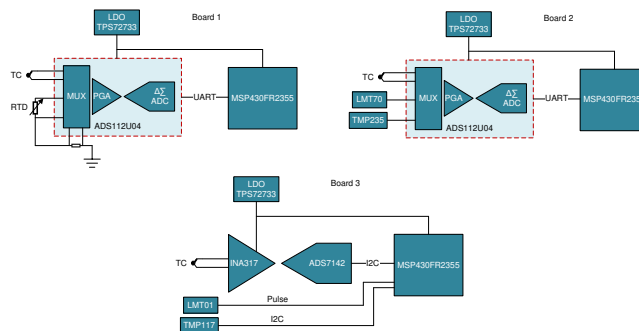 Board 1
LDO
TPS72733
TC
RTD
MUX
PGA
ΔΣ
ADC
ADS112U04
UART
MSP430FR2355
Board 2
LDO
TPS72733
TC
LMT70
TMP235
MUX
PGA
ΔΣ
ADC
ADS112U04
UART
MSP430FR2355
Board 3
LDO
TPS72733
TC
INA317
ADS7142
I2C
MSP430FR2355
LMT01
Pulse
TMP117
I2C